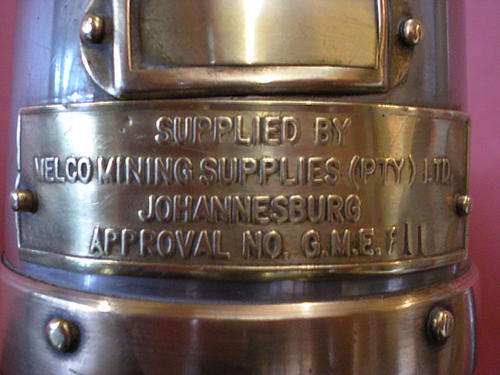 SUPPLIED BY
VELCO MINING SUPPLIES (PTY) LTD.
JOHANNESBURG
APPROVAL NO. G.M.E.